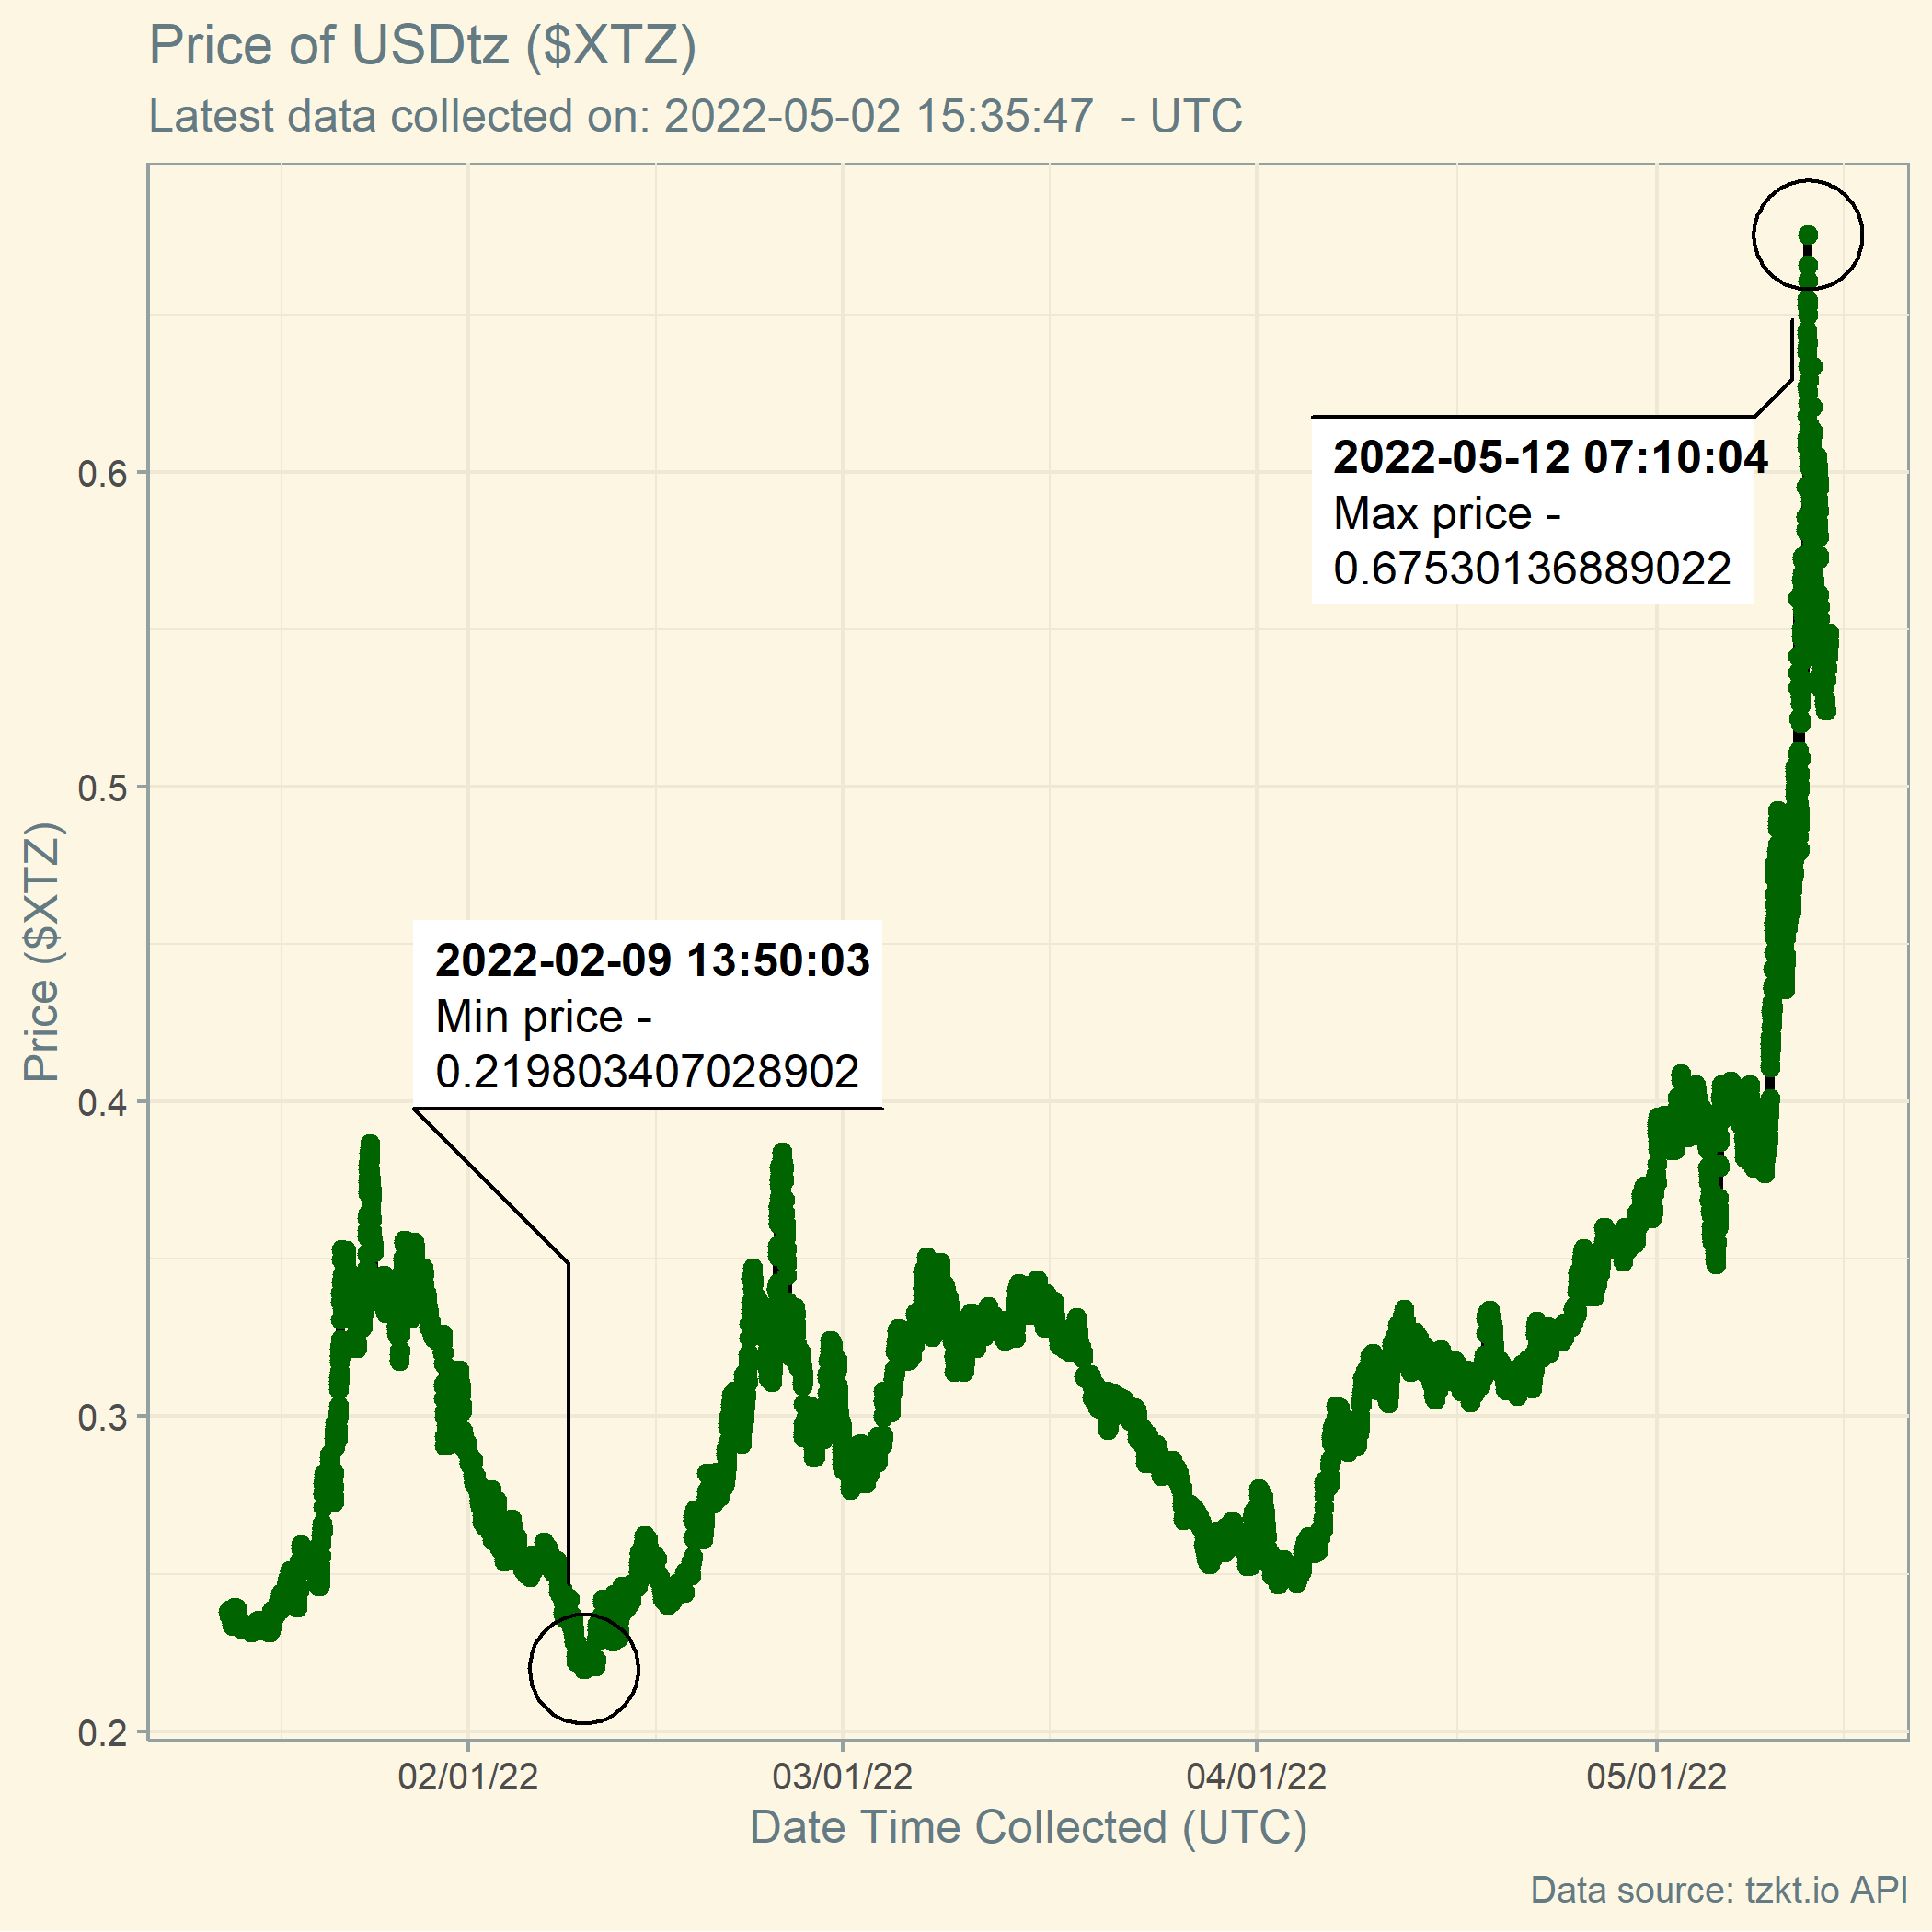 Price of USDtz ($XTZ)
Latest data collected on: 2022-05-02 15:35:47  - UTC
2022-05-12 07:10:04
Max price -
0.67530136889022
2022-02-09 13:50:03
Min price -
0.219803407028902
Price ($XTZ)
0.6
0.5
0.4
0.3
0.2
02/01/22
03/01/22
04/01/22
05/01/22
Date Time Collected (UTC)
Data source: tzkt.io API